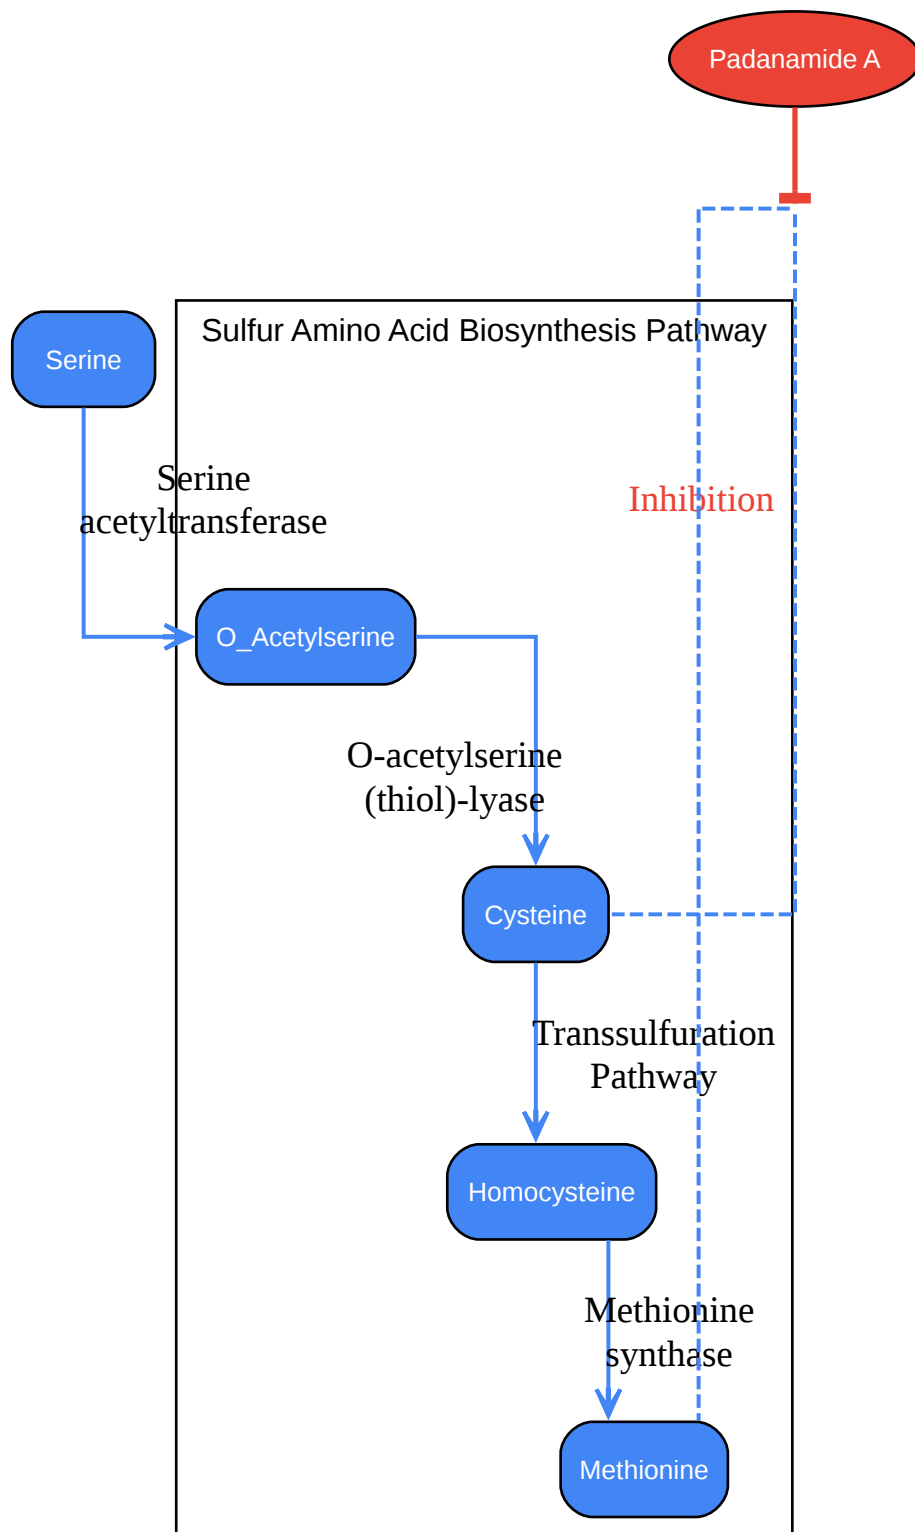 Padanamide A
Sulfur Amino Acid Biosynthesis Pathway
Serine
Serine
acetyltransferase
Inhibition
O_Acetylserine
O-acetylserine
(thiol)-lyase
Cysteine
Transsulfuration
Pathway
Homocysteine
Methionine
synthase
Methionine